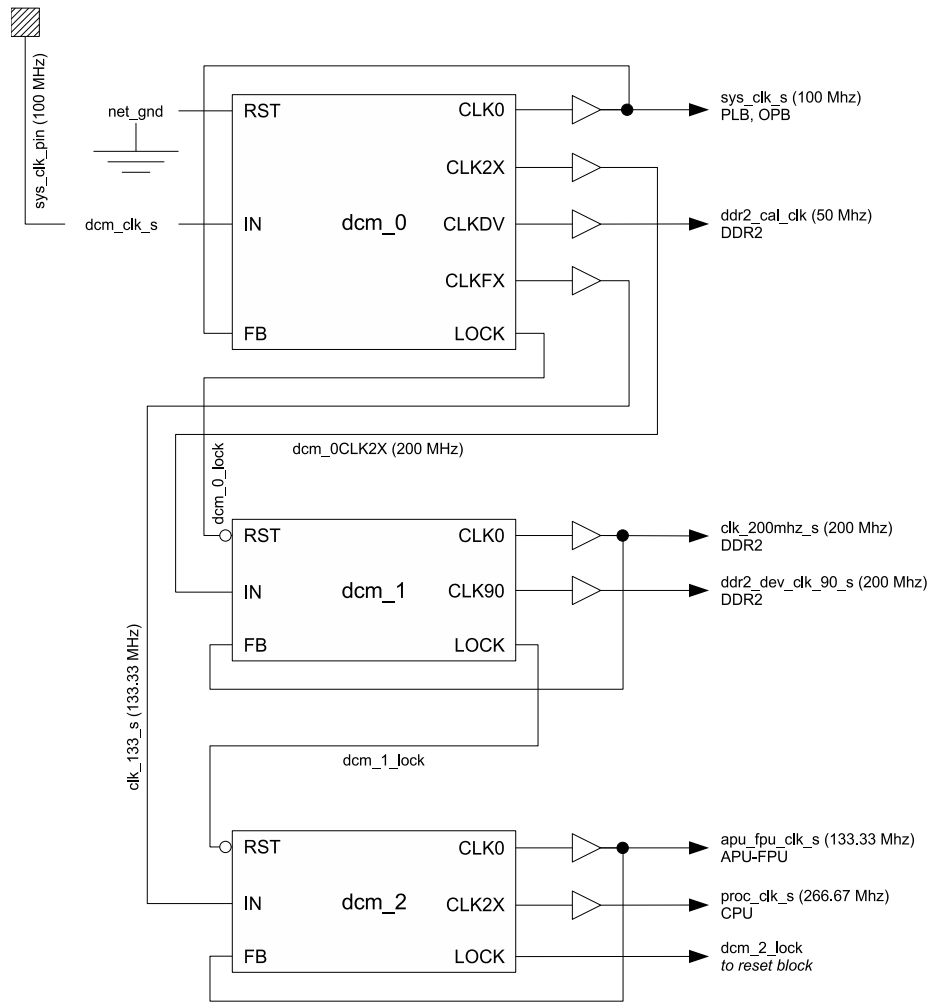 sys_clk_pin (100 MHz)
net_gnd
dcm_clk_s
RST
IN
FB
dcm_0
CLK0
CLK2X
CLKDV
CLKFX
LOCK
sys_clk_s (100 Mhz)
PLB, OPB
ddr2_cal_clk (50 Mhz)
DDR2
dcm_0CLK2X (200 MHz)
dcm_0_lock
clk_133_s (133.33 MHz)
RST
IN
FB
dcm_1
CLK0
CLK90
LOCK
clk_200mhz_s (200 Mhz)
DDR2
ddr2_dev_clk_90_s (200 Mhz)
DDR2
dcm_1_lock
RST
IN
FB
dcm_2
CLK0
CLK2X
LOCK
apu_fpu_clk_s (133.33 Mhz)
APU-FPU
proc_clk_s (266.67 Mhz)
CPU
dcm_2_lock
to reset block